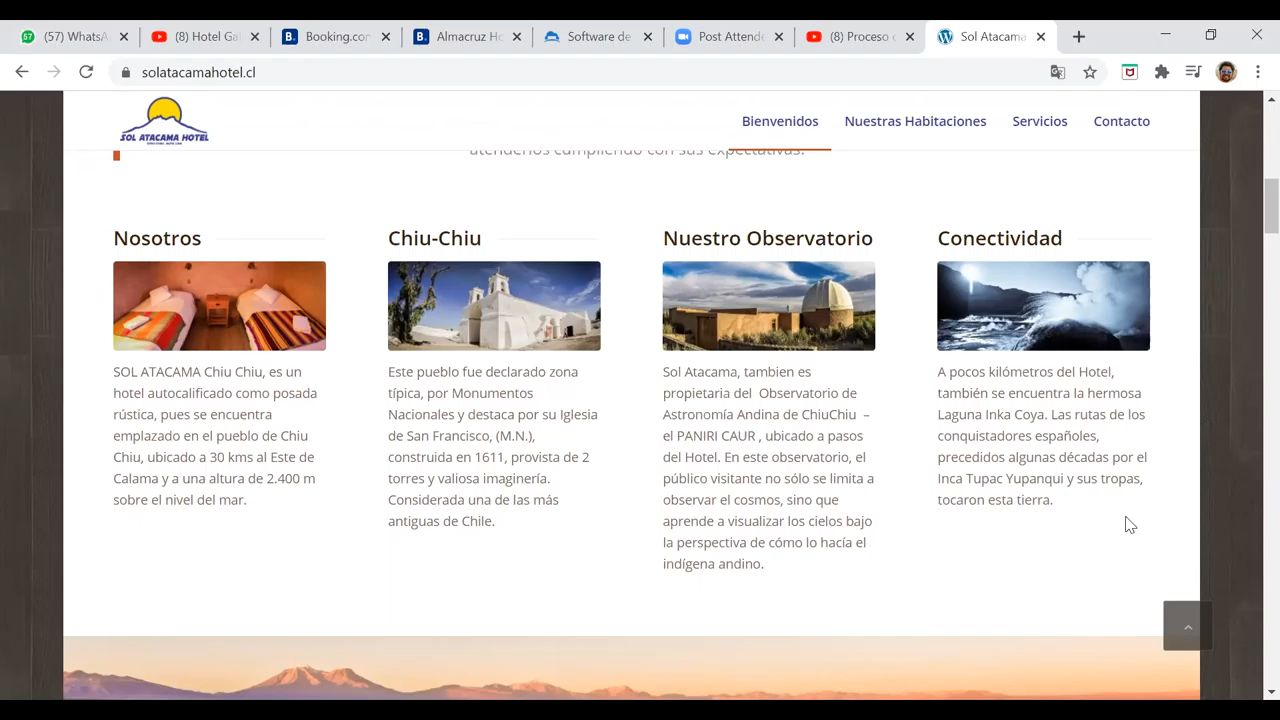 (57) WhatsA
(8) Hotel Ga
Booking.co
Almacruz Ho
Software de
Post Attende
(8) Proceso
Sol Atacama
solatacamahotel.cl
SOL ATACAMA HOTEL
Bienvenidos
Nuestras Habitaciones
Servicios
Contacto
atenderlos cumpliendo con sus expectativas.
Nosotros
SOL ATACAMA Chiu Chiu, es un
hotel autocalificado como posada
rústica, pues se encuentra
emplazado en el pueblo de Chiu
Chiu, ubicado a 30 kms al Este de
Calama y a una altura de 2.400 m
sobre el nivel del mar.
Chiu-Chiu
Este pueblo fue declarado zona
típica, por Monumentos
Nacionales y destaca por su Iglesia
de San Francisco, (M.N.),
construida en 1611, provista de 2
torres y valiosa imaginería.
Considerada una de las más
antiguas de Chile.
Nuestro Observatorio
Sol Atacama, tambien es
propietaria del Observatorio de
Astronomía Andina de ChiuChiu –
el PANIRI CAUR , ubicado a pasos
del Hotel. En este observatorio, el
público visitante no sólo se limita a
observar el cosmos, sino que
aprende a visualizar los cielos bajo
la perspectiva de cómo lo hacía el
indígena andino.
Conectividad
A pocos kilómetros del Hotel,
también se encuentra la hermosa
Laguna Inka Coya. Las rutas de los
conquistadores españoles,
precedidos algunas décadas por el
Inca Tupac Yupanqui y sus tropas,
tocaron esta tierra.